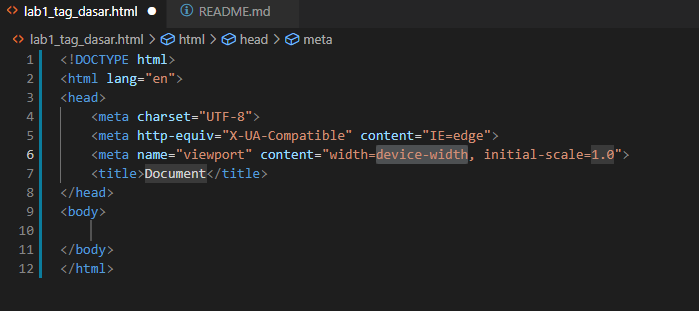 lab1_tag_dasar.html README.md
lab1_tag_dasar.html > html > head > meta
1 <!DOCTYPE html>
2 <html lang="en">
3 <head>
4 <meta charset="UTF-8">
5 <meta http-equiv="X-UA-Compatible" content="IE=edge">
6 <meta name="viewport" content="width=device-width, initial-scale=1.0">
7 <title>Document</title>
8 </head>
9 <body>
10
11 </body>
12 </html>